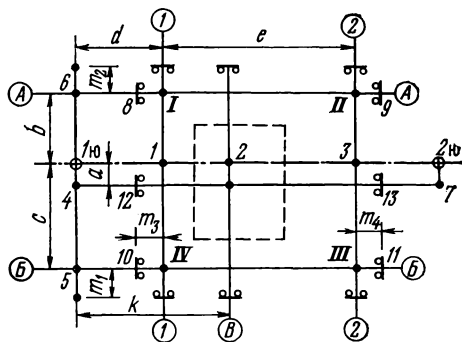 1 2
d e
6 m₂ 8 I II 9
А А
b
1ю 1 2 3 2ю
a
4 12 13 7
c
m₃ m₄
10 IV III 11
Б Б
5 m₁
k
1 В 2